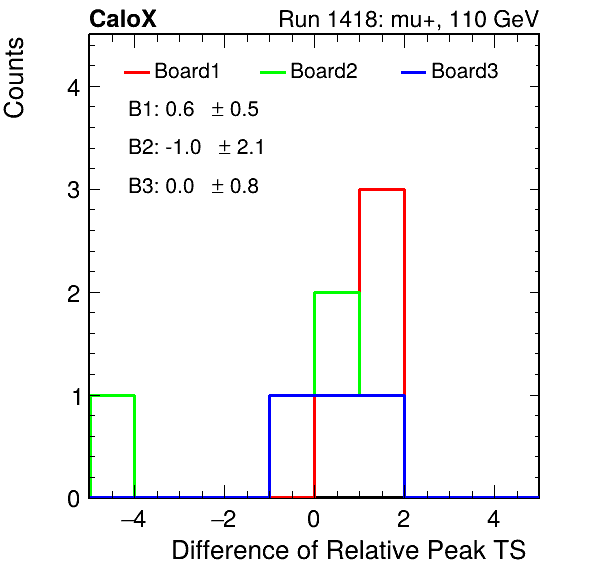 CaloX Run 1418: mu+, 110 GeV
Counts
Board1 Board2 Board3
B1: 0.6 ± 0.5
B2: -1.0 ± 2.1
B3: 0.0 ± 0.8
4
3
2
1
0
−4 −2 0 2 4
Difference of Relative Peak TS